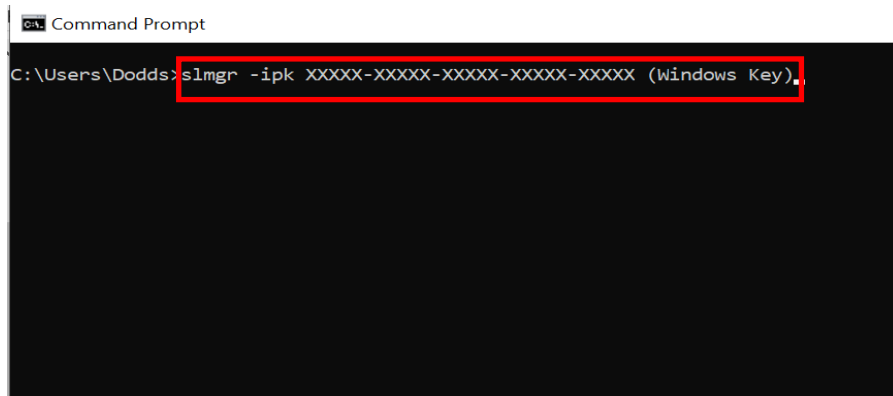 Command Prompt
C:\Users\Dodds>slmgr -ipk XXXXX-XXXXX-XXXXX-XXXXX-XXXXX (Windows Key)